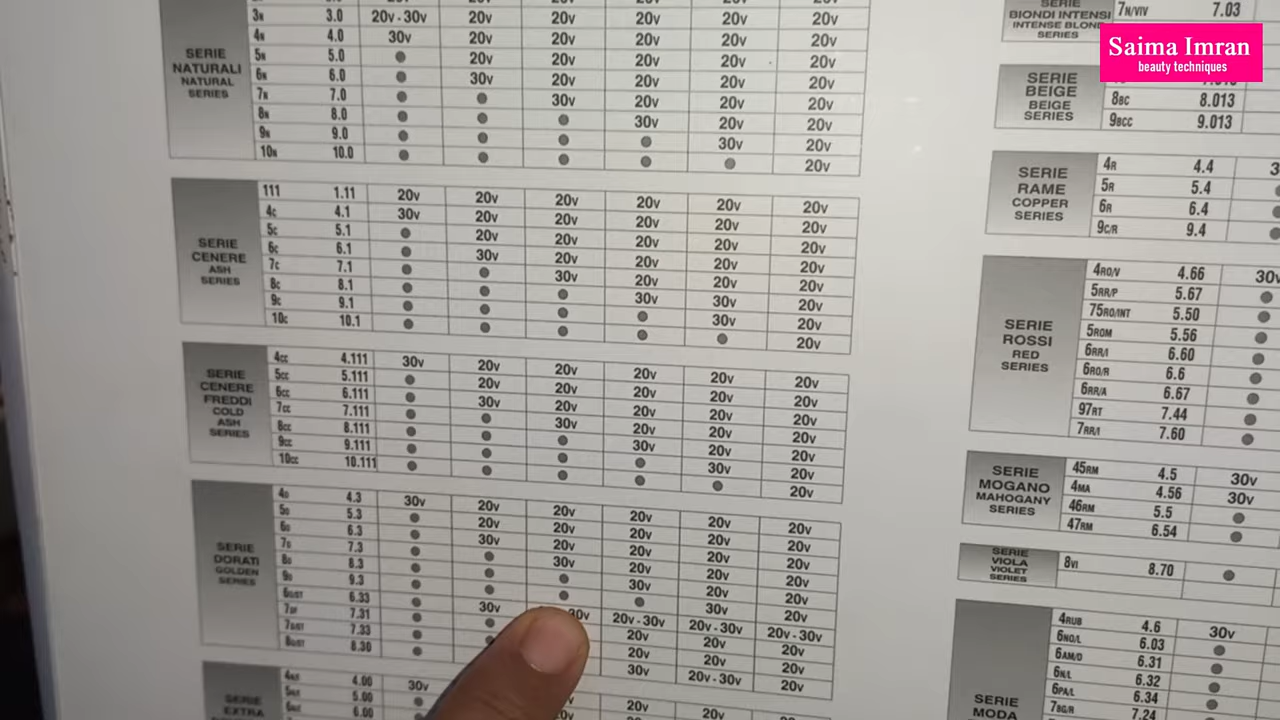 3N 3.0 20v - 30v 20v 20v 20v 20v 20v
4N 4.0 30v 20v 20v 20v 20v 20v
5N 5.0 ● 20v 20v 20v 20v 20v
6N 6.0 ● 30v 20v 20v 20v 20v
7N 7.0 ● ● 30v 20v 20v 20v
8N 8.0 ● ● ● 30v 20v 20v
9N 9.0 ● ● ● ● 30v 20v
10N 10.0 ● ● ● ● ● 20v
SERIE
NATURALI
NATURAL
SERIES
111 1.11 20v 20v 20v 20v 20v 20v
4C 4.1 30v 20v 20v 20v 20v 20v
5C 5.1 ● 20v 20v 20v 20v 20v
6C 6.1 ● 30v 20v 20v 20v 20v
7C 7.1 ● ● 30v 20v 20v 20v
8C 8.1 ● ● ● 30v 30v 20v
9C 9.1 ● ● ● ● 30v 20v
10C 10.1 ● ● ● ● ● 20v
SERIE
CENERE
ASH
SERIES
4CC 4.111 30v 20v 20v 20v 20v 20v
5CC 5.111 ● 20v 20v 20v 20v 20v
6CC 6.111 ● 30v 20v 20v 20v 20v
7CC 7.111 ● ● 30v 20v 20v 20v
8CC 8.111 ● ● ● 30v 20v 20v
9CC 9.111 ● ● ● ● 30v 20v
10CC 10.111 ● ● ● ● ● 20v
SERIE
CENERE
FREDDI
COLD
ASH
SERIES
4D 4.3 30v 20v 20v 20v 20v 20v
5D 5.3 ● 20v 20v 20v 20v 20v
6D 6.3 ● 30v 20v 20v 20v 20v
7D 7.3 ● ● 30v 20v 20v 20v
8D 8.3 ● ● ● 30v 20v 20v
9D 9.3 ● ● ● ● 30v 20v
6D/ST 6.33 ● 30v 30v 20v - 30v 20v - 30v 20v - 30v
7DF 7.31 ● ● 20v 20v 20v
7D/ST 7.33 ● 20v 20v 20v
8D/ST 8.30 ● 30v 20v - 30v 20v
SERIE
DORATI
GOLDEN
SERIES
4.00 30v 20v 20v
5.00 ●
6.00
SERIE
EXTRA
SERIE
BIONDI INTENSI
INTENSE BLOND
SERIES
7N/VIV 7.03
Saima Imran
beauty techniques
SERIE
BEIGE
BEIGE
SERIES
8BC 8.013
9BCC 9.013
SERIE
RAME
COPPER
SERIES
4R 4.4
5R 5.4 ●
6R 6.4 ●
9C/R 9.4 ●
SERIE
ROSSI
RED
SERIES
4RO/V 4.66 30v
5RR/P 5.67 ●
75RO/INT 5.50 ●
5ROM 5.56 ●
6RR/I 6.60 ●
6RO/R 6.6 ●
6RR/A 6.67 ●
97RT 7.44 ●
7RR/I 7.60 ●
SERIE
MOGANO
MAHOGANY
SERIES
45RM 4.5 30v
4MA 4.56 30v
46RM 5.5 ●
47RM 6.54 ●
SERIE
VIOLA
VIOLET
SERIES
8VI 8.70 ●
SERIE
MODA
4RUB 4.6 30v
6NO/L 6.03 ●
6AM/D 6.31 ●
6N/L 6.32 ●
6PA/L 6.34 ●
7BG/R 7.24